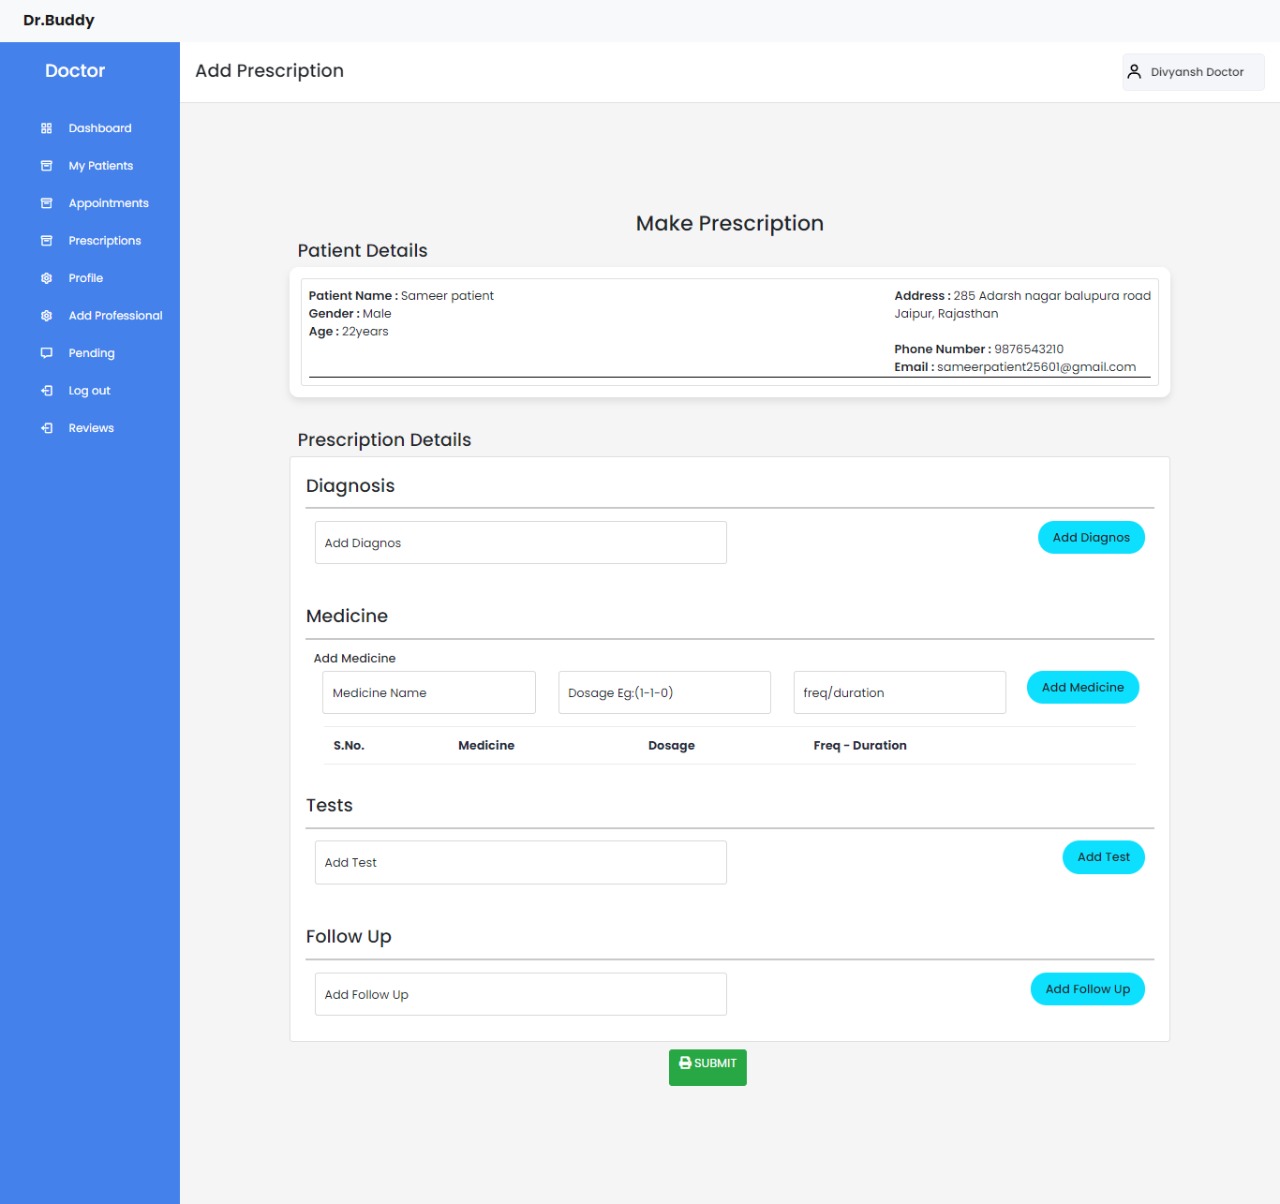 Dr.Buddy
Doctor
Add Prescription
Divyansh Doctor
Dashboard
My Patients
Appointments
Prescriptions
Profile
Add Professional
Pending
Log out
Reviews
Make Prescription
Patient Details
Patient Name : Sameer patient
Gender : Male
Age : 22years
Address : 285 Adarsh nagar balupura road
Jaipur, Rajasthan
Phone Number : 9876543210
Email : sameerpatient25601@gmail.com
Prescription Details
Diagnosis
Add Diagnos
Add Diagnos
Medicine
Add Medicine
Medicine Name
Dosage Eg:(1-1-0)
freq/duration
Add Medicine
S.No. Medicine Dosage Freq - Duration
Tests
Add Test
Add Test
Follow Up
Add Follow Up
Add Follow Up
SUBMIT